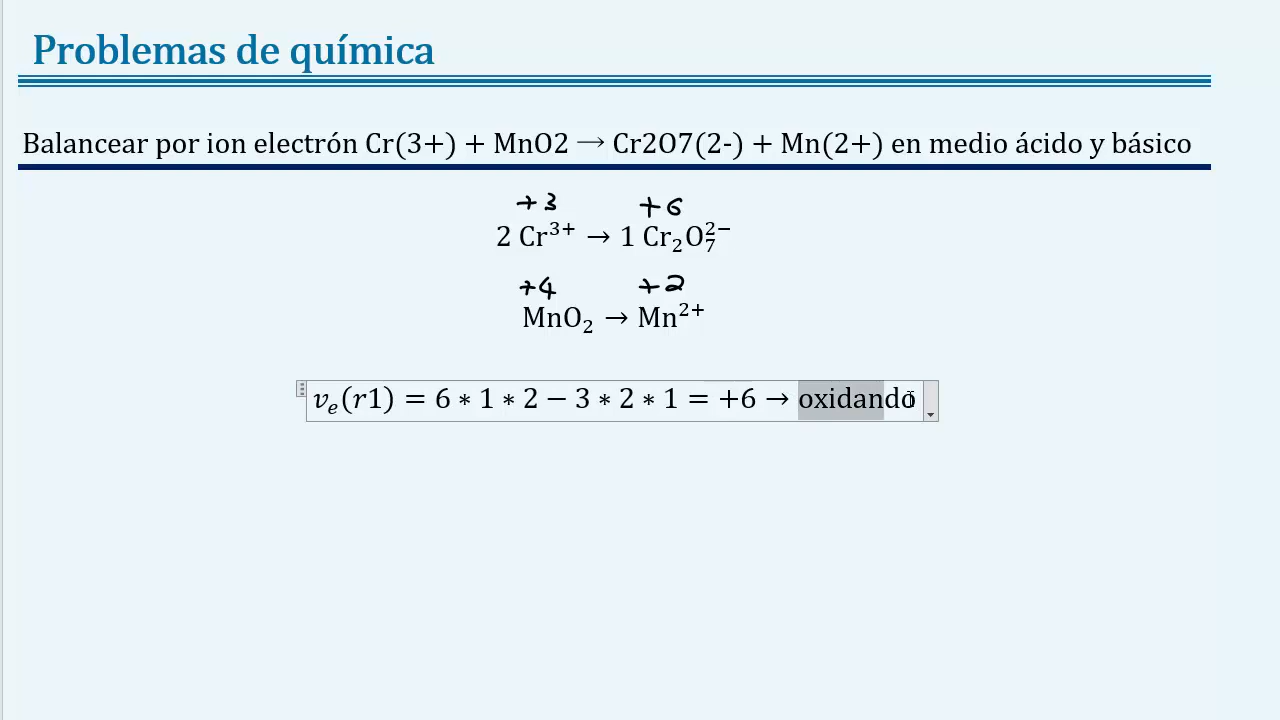 Problemas de química
Balancear por ion electrón Cr(3+) + MnO2 → Cr2O7(2-) + Mn(2+) en medio ácido y básico
+3 +6
2 Cr³⁺ → 1 Cr₂O₇²⁻
+4 +2
MnO₂ → Mn²⁺
vₑ(r1) = 6 * 1 * 2 − 3 * 2 * 1 = +6 → oxidando